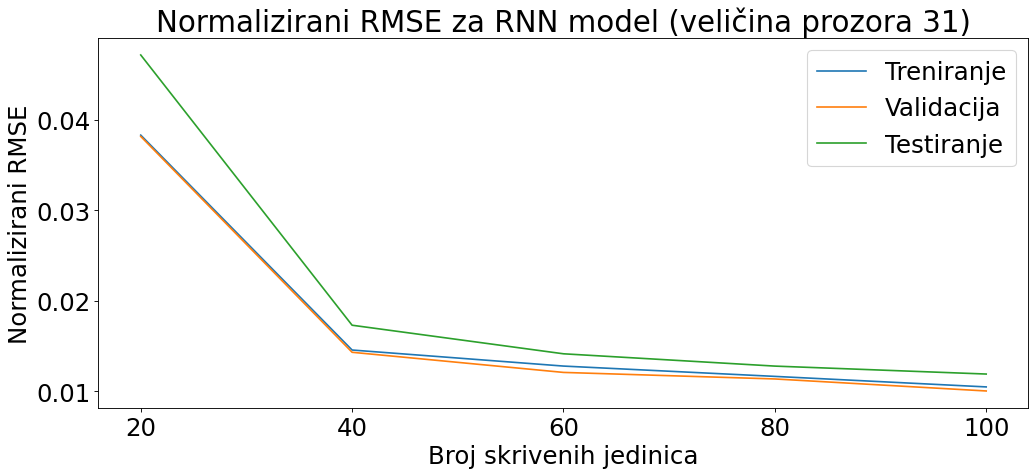 Normalizirani RMSE za RNN model (veličina prozora 31)
Treniranje
Validacija
Testiranje
Normalizirani RMSE
0.04
0.03
0.02
0.01
20 40 60 80 100
Broj skrivenih jedinica